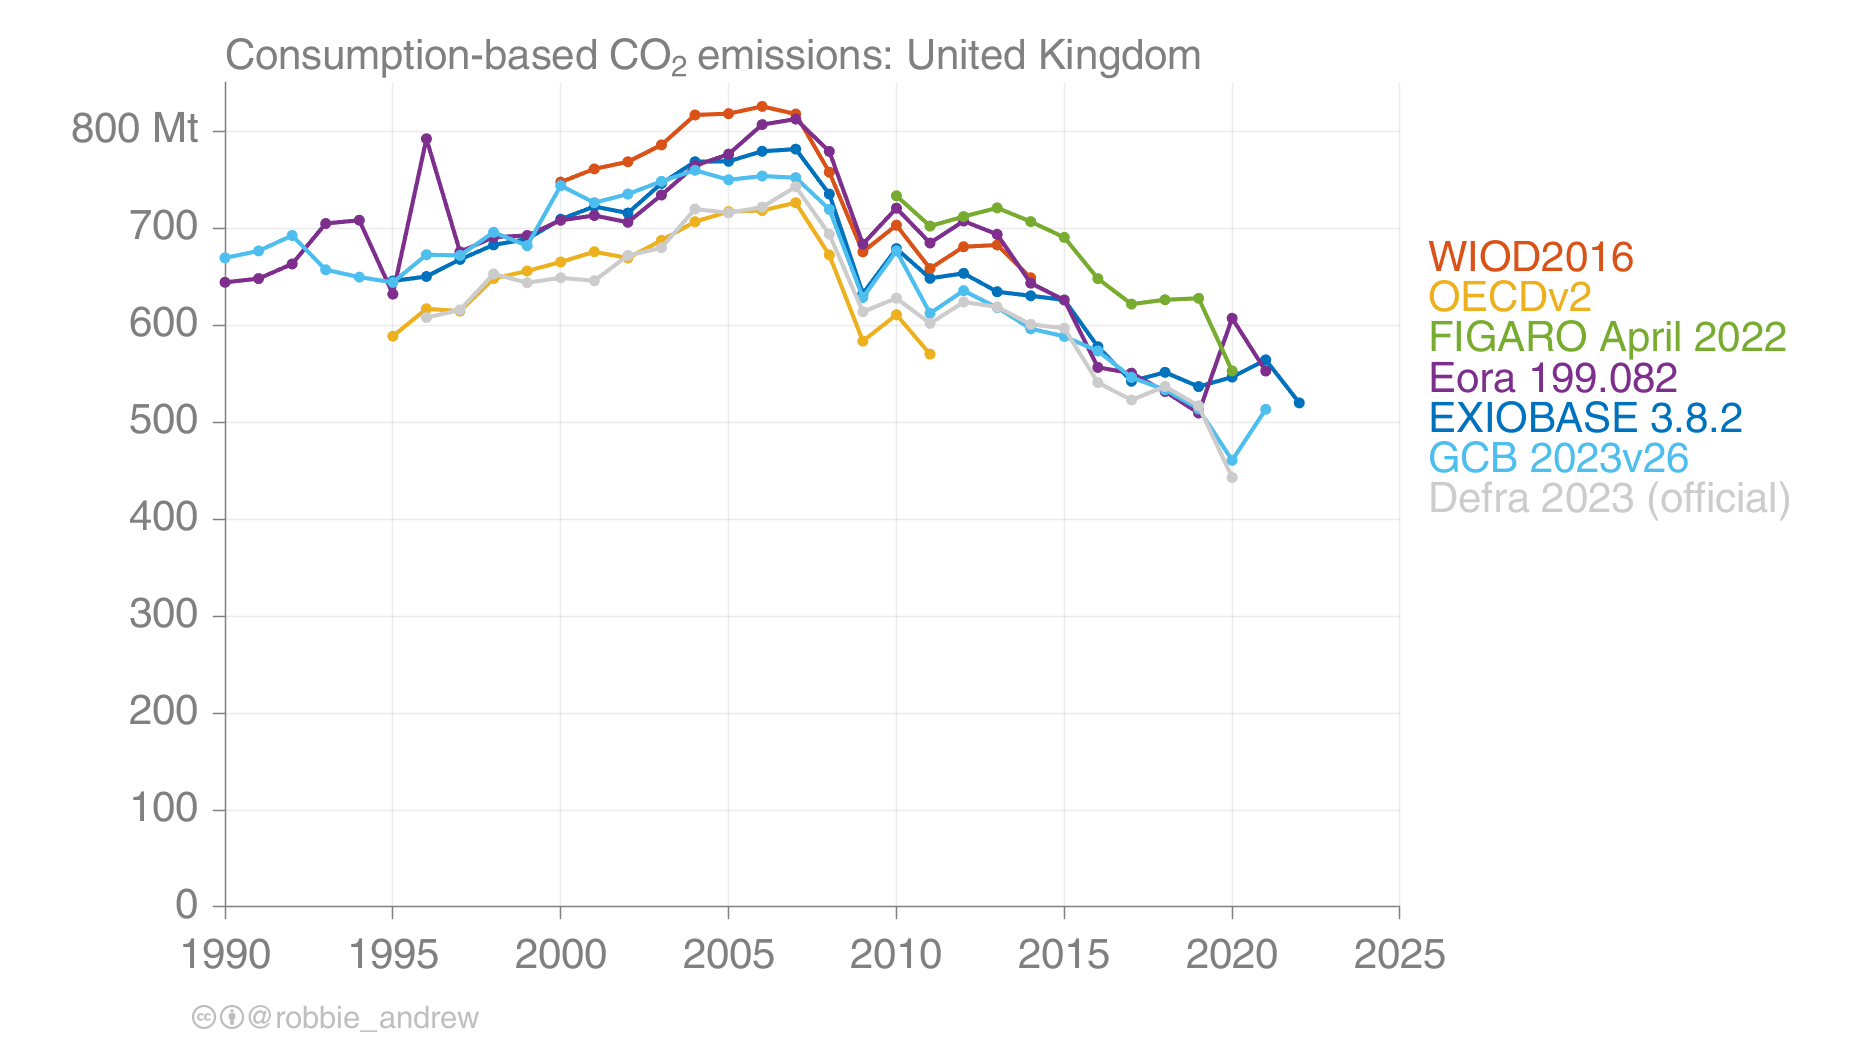 Consumption-based CO₂ emissions: United Kingdom
800 Mt
700
600
500
400
300
200
100
0
1990 1995 2000 2005 2010 2015 2020 2025
WIOD2016
OECDv2
FIGARO April 2022
Eora 199.082
EXIOBASE 3.8.2
GCB 2023v26
Defra 2023 (official)
cc @robbie_andrew